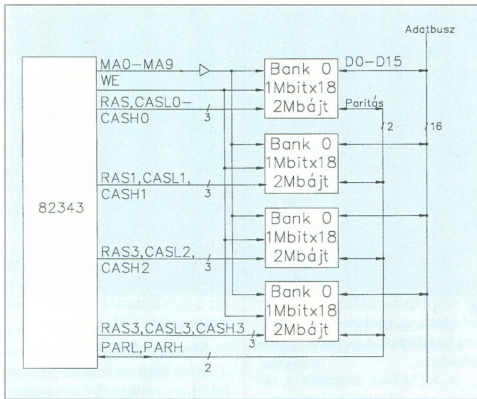 Adatbusz
MA0-MA9
WE
RAS,CASL0-
CASH0
3
Bank 0
1Mbitx18
2Mbájt
D0-D15
Paritás
2
16
RAS1,CASL1,
CASH1
3
Bank 0
1Mbitx18
2Mbájt
82343
RAS3,CASL2,
CASH2
3
Bank 0
1Mbitx18
2Mbájt
RAS3,CASL3,CASH3
3
PARL,PARH
2
Bank 0
1Mbitx18
2Mbájt